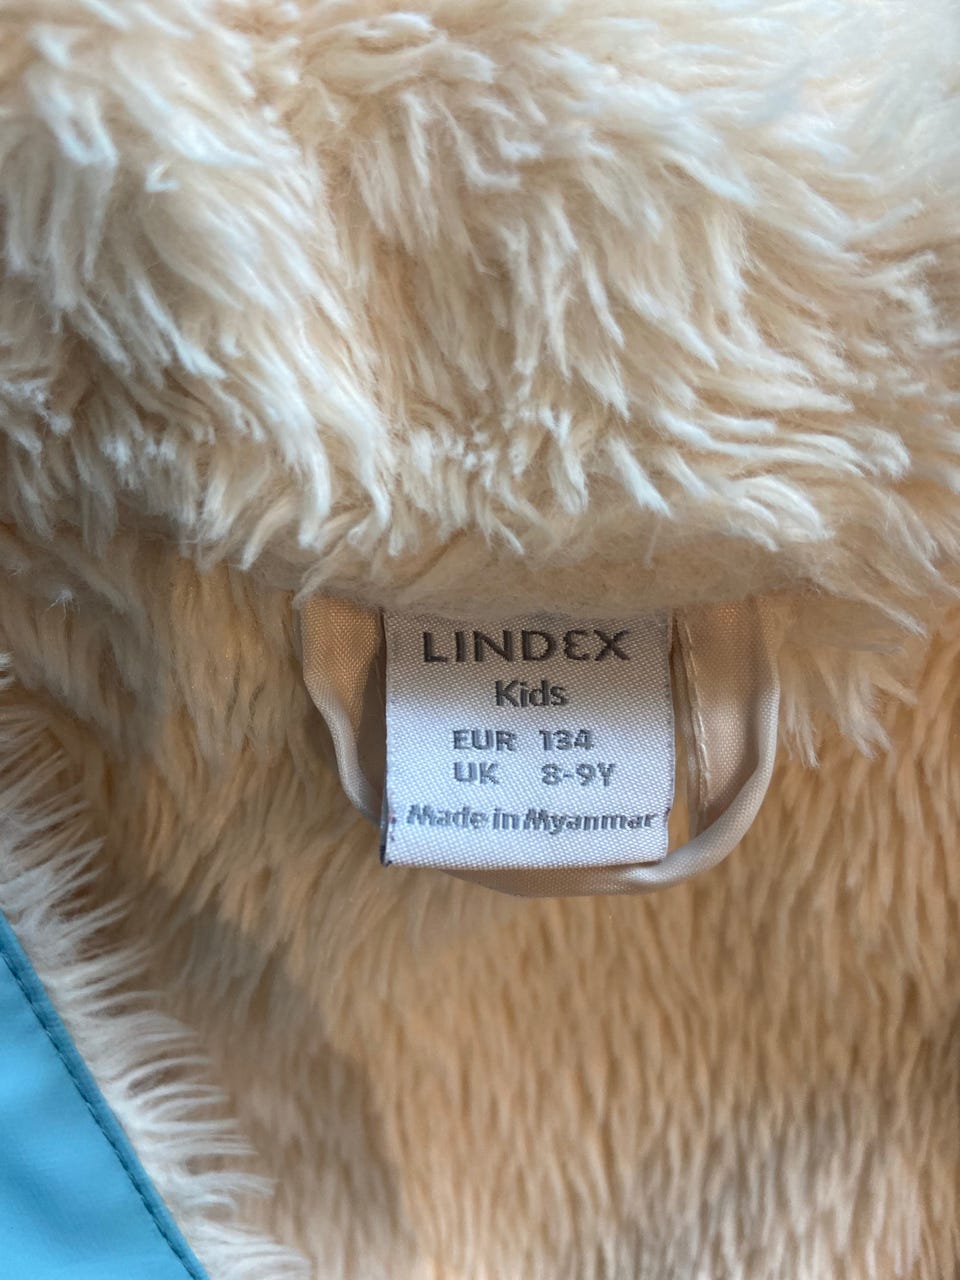 LINDEX
Kids
EUR 134
UK 8-9Y
Made in Myanmar